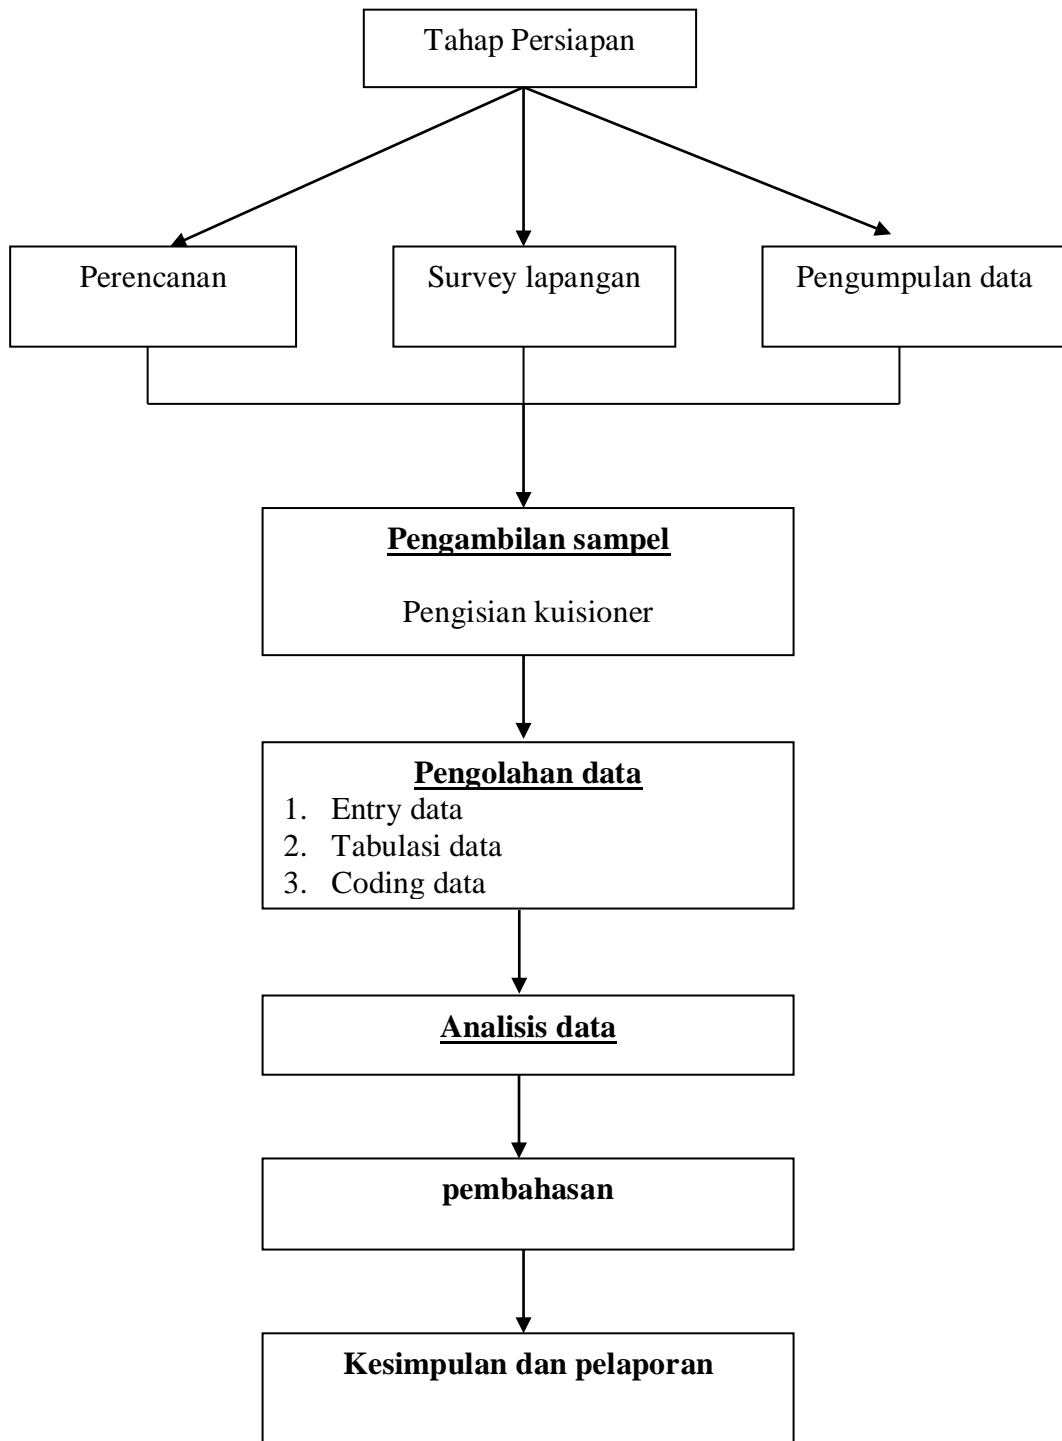 Tahap Persiapan
Perencanan
Survey lapangan
Pengumpulan data
Pengambilan sampel
Pengisian kuisioner
Pengolahan data
1. Entry data
2. Tabulasi data
3. Coding data
Analisis data
pembahasan
Kesimpulan dan pelaporan